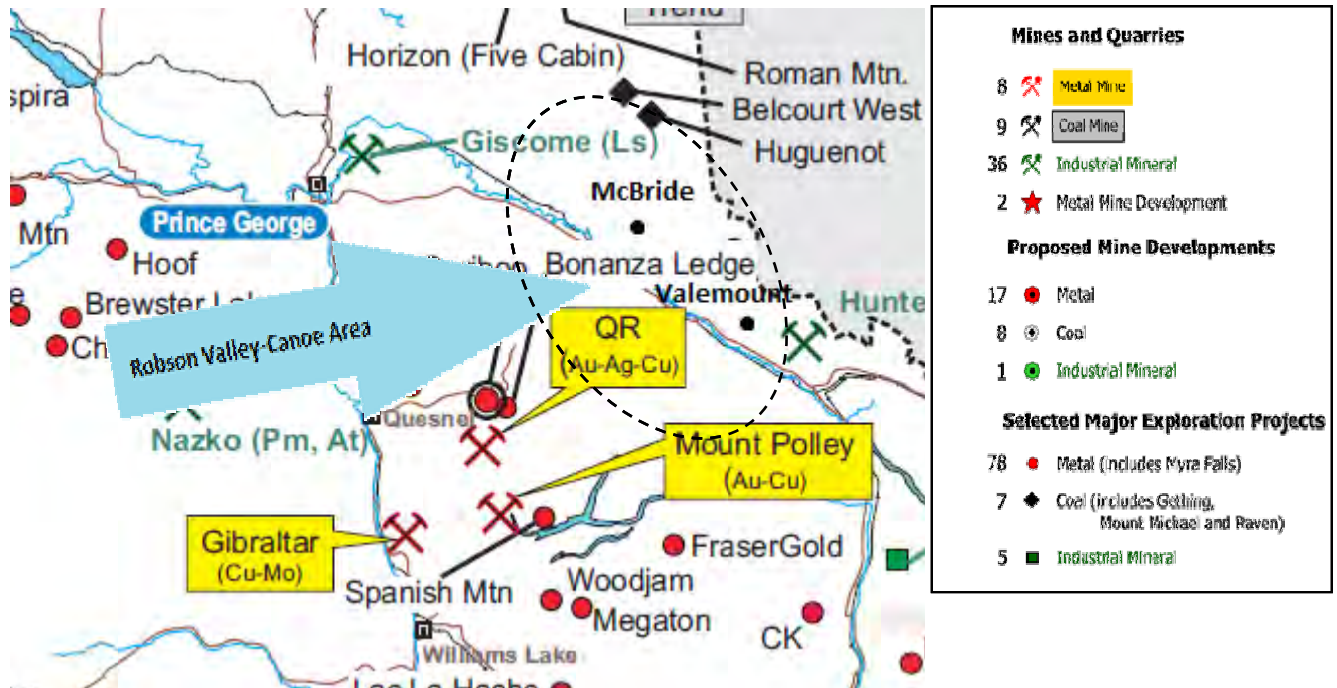 Trend
Horizon (Five Cabin)
Roman Mtn.
Belcourt West
spira
Giscome (Ls)
Huguenot
McBride
Prince George
Mtn
Hoof
Bonanza Ledge
Valemount
Hunte
e
Brewster
QR
(Au-Ag-Cu)
Robson Valley-Canoe Area
Ch
Quesnel
Nazko (Pm, At)
Mount Polley
(Au-Cu)
Gibraltar
(Cu-Mo)
FraserGold
Spanish Mtn
Woodjam
Megaton
CK
Williams Lake
Lac La Hache
Mines and Quarries
8 Metal Mine
9 Coal Mine
36 Industrial Mineral
2 Metal Mine Development
Proposed Mine Developments
17 Metal
8 Coal
1 Industrial Mineral
Selected Major Exploration Projects
78 Metal (includes Myra Falls)
7 Coal (includes Gething,
Mount Mickael and Raven)
5 Industrial Mineral